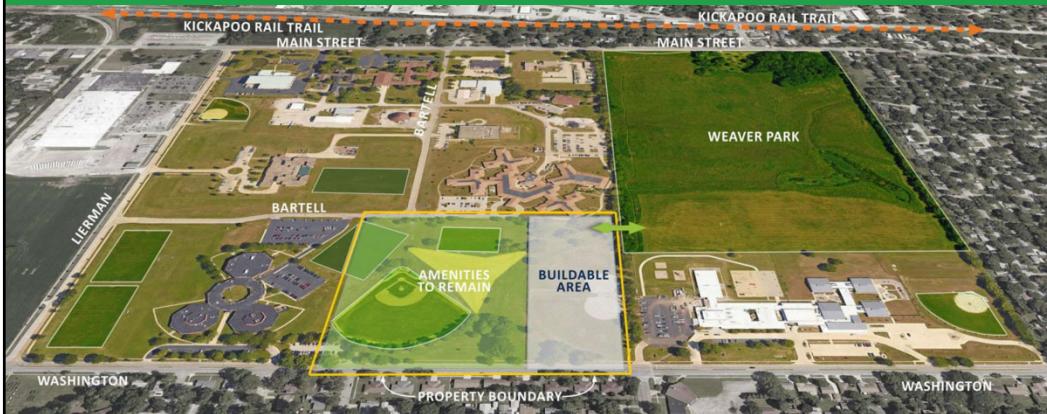 KICKAPOO RAIL TRAIL
KICKAPOO RAIL TRAIL
MAIN STREET
MAIN STREET
BARTELL
WEAVER PARK
LIERMAN
BARTELL
AMENITIES
TO REMAIN
BUILDABLE
AREA
WASHINGTON
WASHINGTON
PROPERTY BOUNDARY